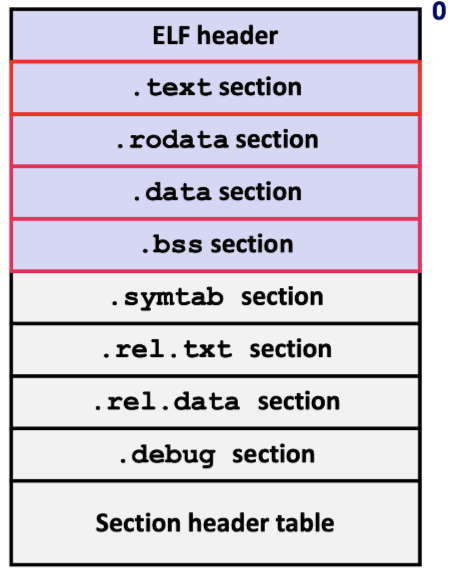 0
ELF header
.text section
.rodata section
.data section
.bss section
.symtab section
.rel.txt section
.rel.data section
.debug section
Section header table